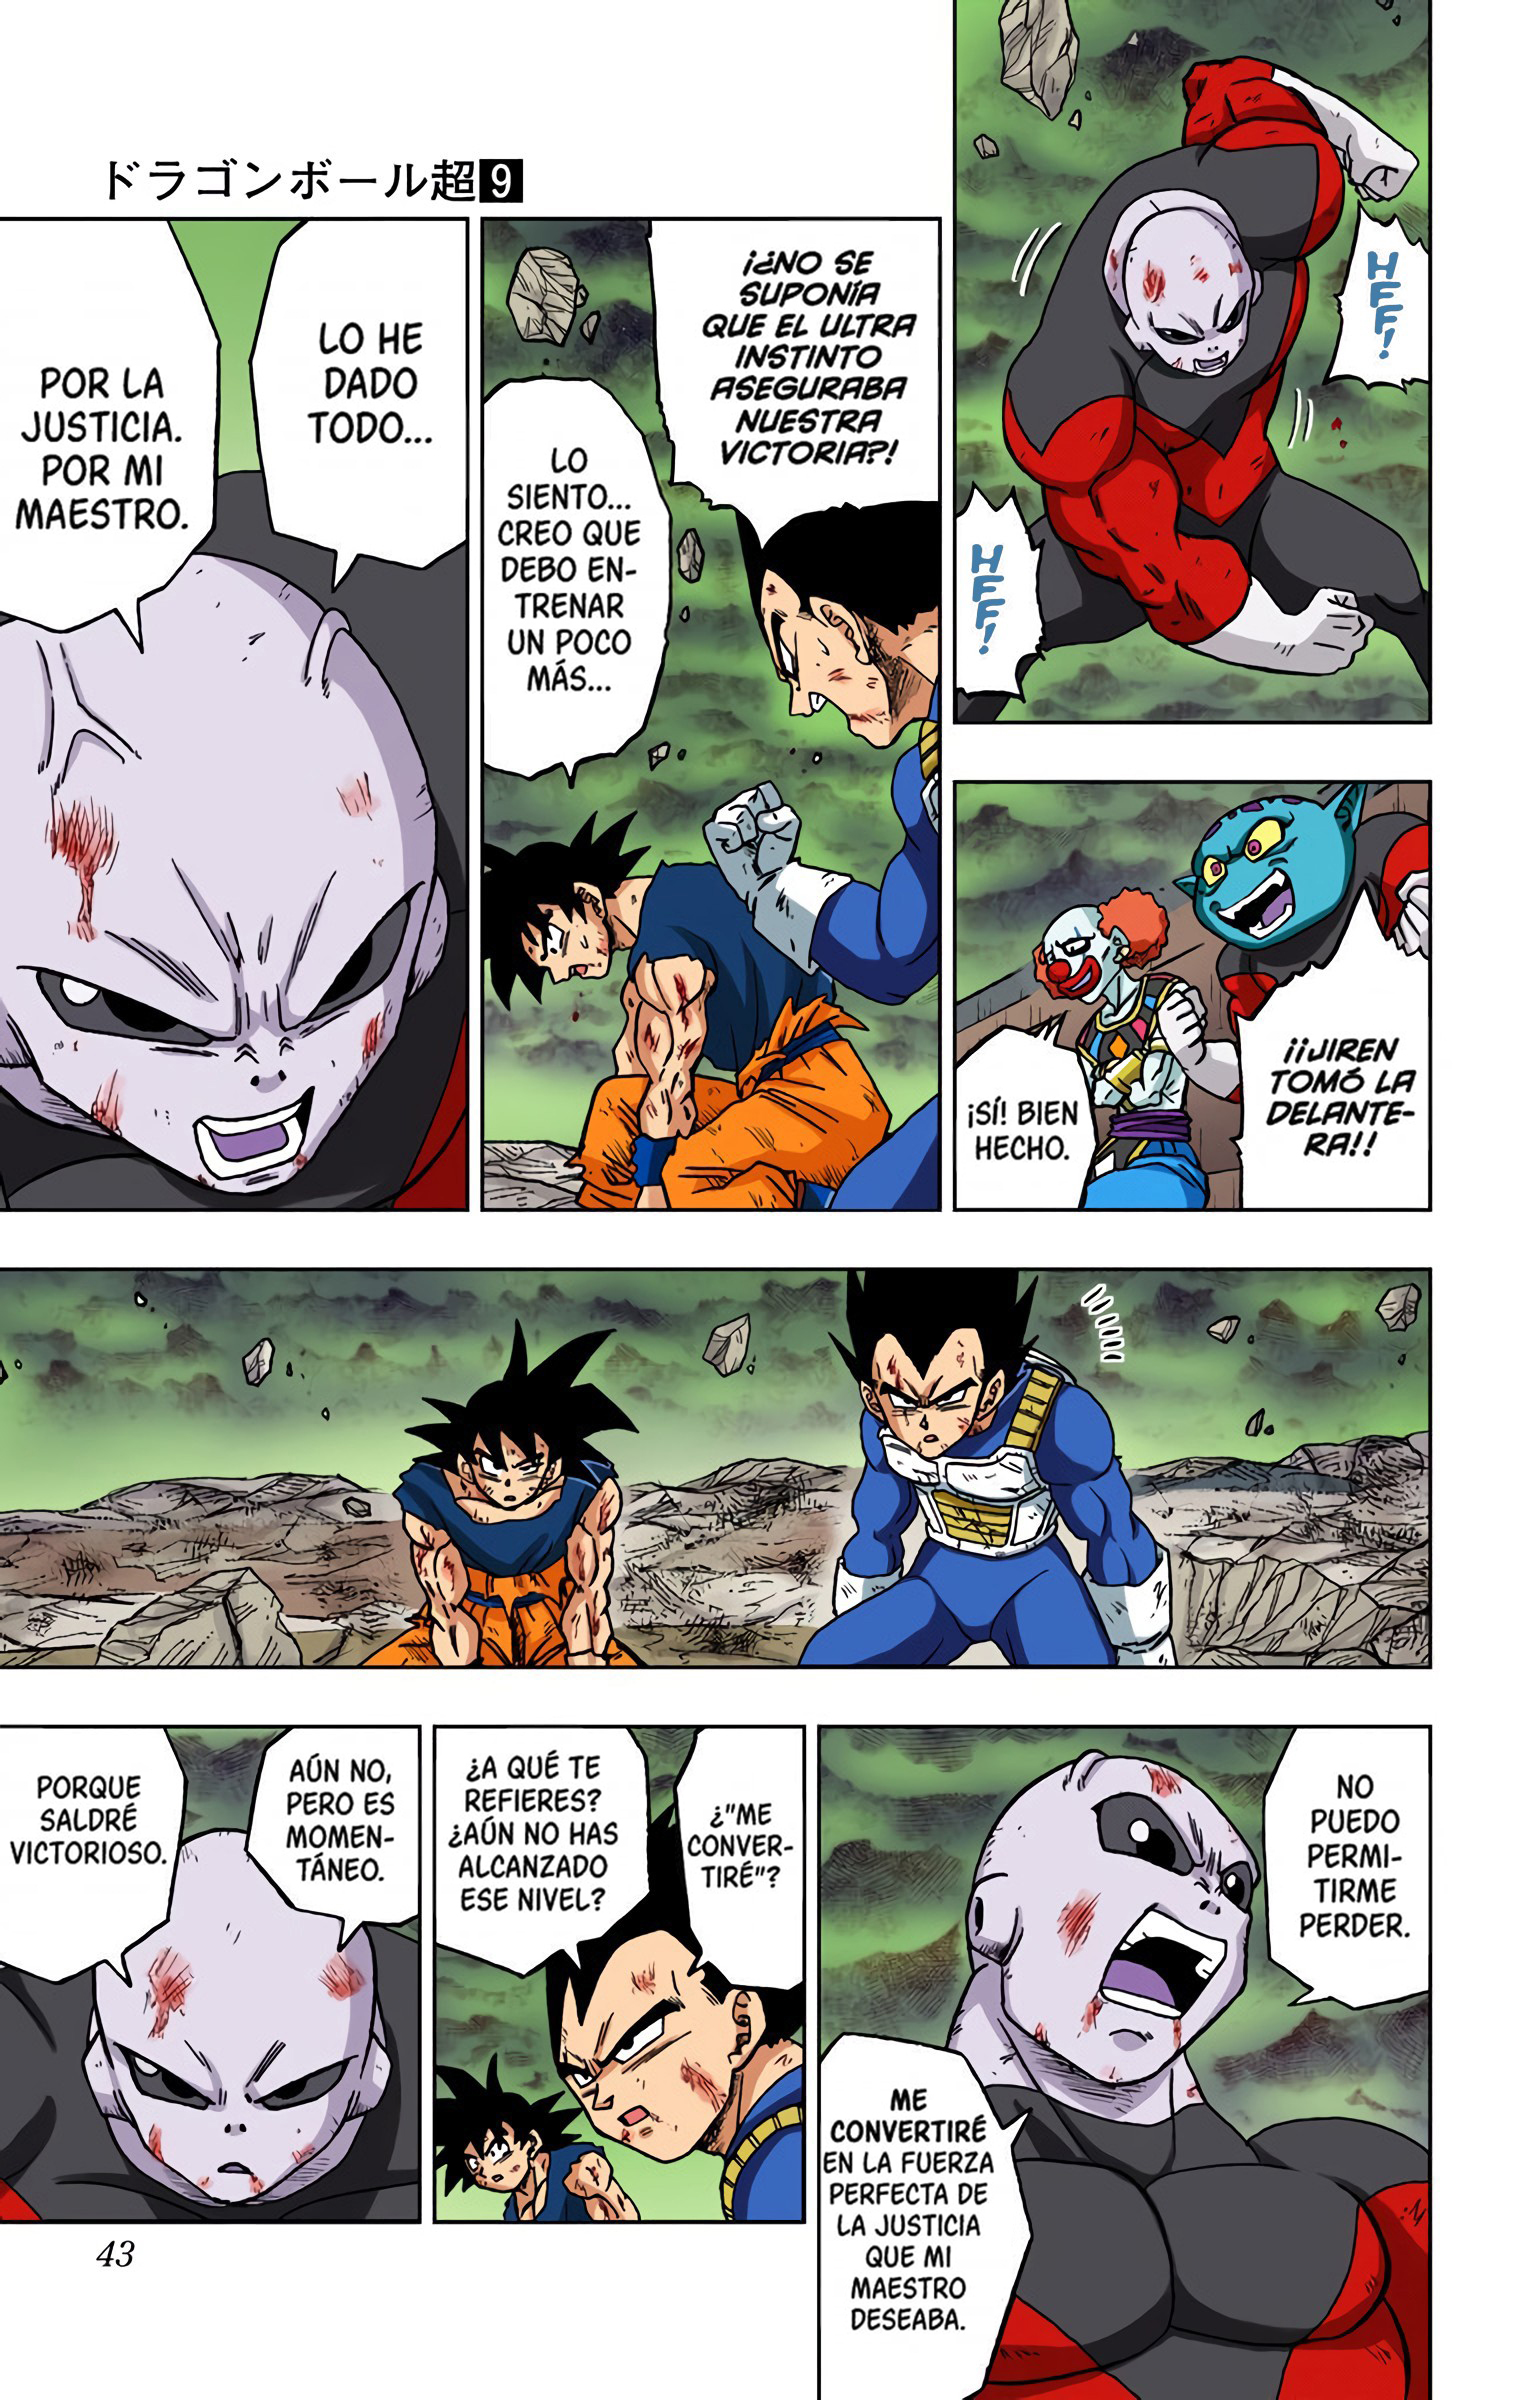 ドラゴンボール超9
HFF!
HFF!
¡¡JIREN
TOMÓ LA
DELANTE-
RA!!
¡SÍ! BIEN
HECHO.
¡¿NO SE
SUPONÍA
QUE EL ULTRA
INSTINTO
ASEGURABA
NUESTRA
VICTORIA?!
LO
SIENTO...
CREO QUE
DEBO EN-
TRENAR
UN POCO
MÁS...
LO HE
DADO
TODO...
POR LA
JUSTICIA.
POR MI
MAESTRO.
NO
PUEDO
PERMI-
TIRME
PERDER.
ME
CONVERTIRÉ
EN LA FUERZA
PERFECTA DE
LA JUSTICIA
QUE MI
MAESTRO
DESEABA.
¿"ME
CONVER-
TIRÉ"?
¿A QUÉ TE
REFIERES?
¿AÚN NO HAS
ALCANZADO
ESE NIVEL?
AÚN NO,
PERO ES
MOMEN-
TÁNEO.
PORQUE
SALDRÉ
VICTORIOSO.
43